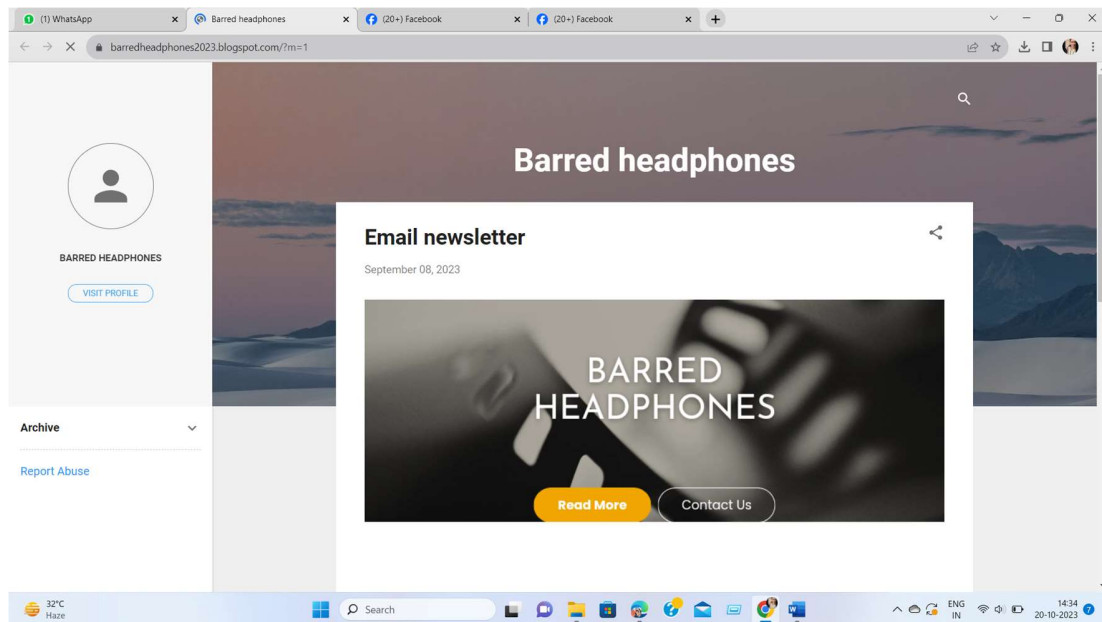 (1) WhatsApp
Barred headphones
(20+) Facebook
(20+) Facebook
barredheadphones2023.blogspot.com/?m=1
Barred headphones
BARRED HEADPHONES
VISIT PROFILE
Archive
Report Abuse
Email newsletter
September 08, 2023
BARRED
HEADPHONES
Read More
Contact Us
32°C
Haze
Search
ENG
IN
14:34
20-10-2023
7